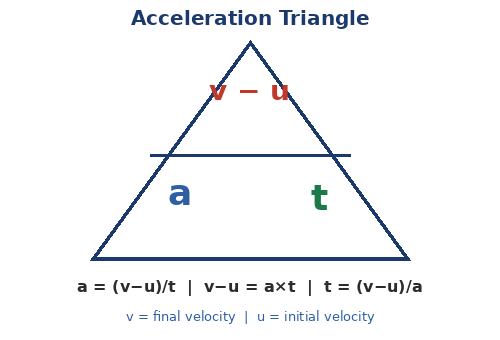 Acceleration Triangle
v − u
a t
a = (v−u)/t | v−u = a×t | t = (v−u)/a
v = final velocity | u = initial velocity